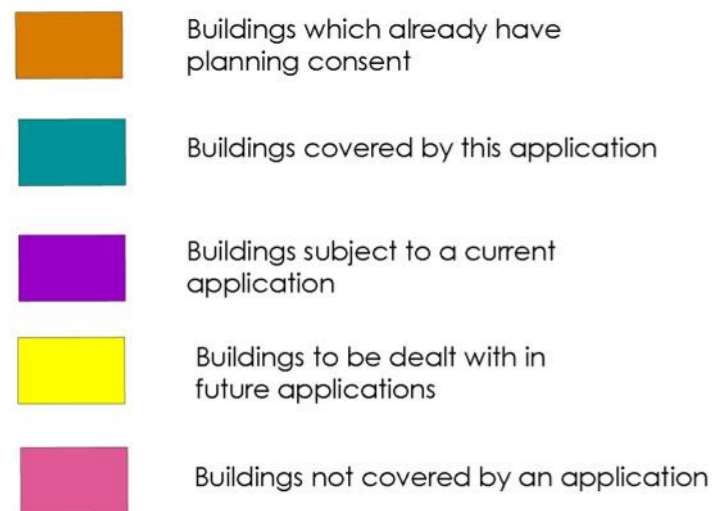 Buildings which already have
planning consent
Buildings covered by this application
Buildings subject to a current
application
Buildings to be dealt with in
future applications
Buildings not covered by an application